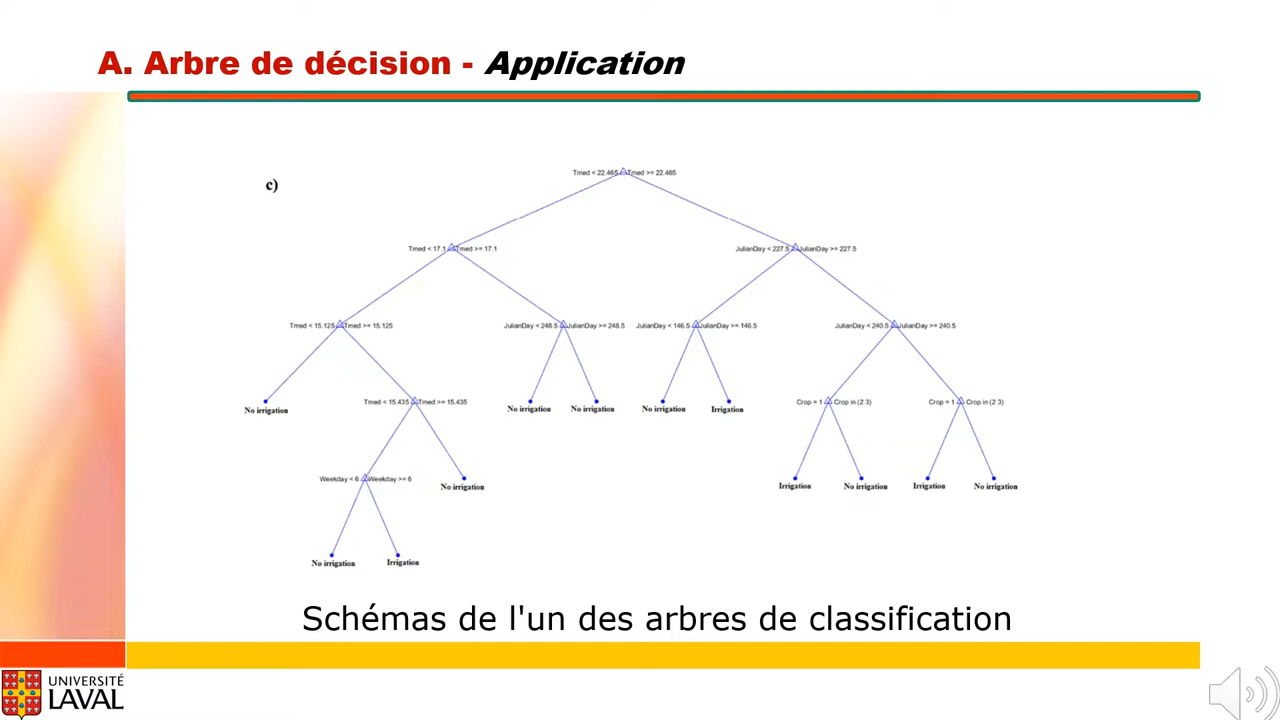 A. Arbre de décision - Application
c)
Tmed < 22.465 Tmed >= 22.465
Tmed < 17.1 Tmed >= 17.1
JulianDay < 227.5 JulianDay >= 227.5
Tmed < 15.125 Tmed >= 15.125
JulianDay < 248.5 JulianDay >= 248.5
JulianDay < 146.5 JulianDay >= 146.5
JulianDay < 240.5 JulianDay >= 240.5
No irrigation
Tmed < 15.435 Tmed >= 15.435
No irrigation
No irrigation
No irrigation
Irrigation
Crop = 1 Crop in (2 3)
Crop = 1 Crop in (2 3)
Weekday < 6 Weekday >= 6
No irrigation
Irrigation
No irrigation
Irrigation
No irrigation
No irrigation
Irrigation
Schémas de l'un des arbres de classification
UNIVERSITÉ
LAVAL